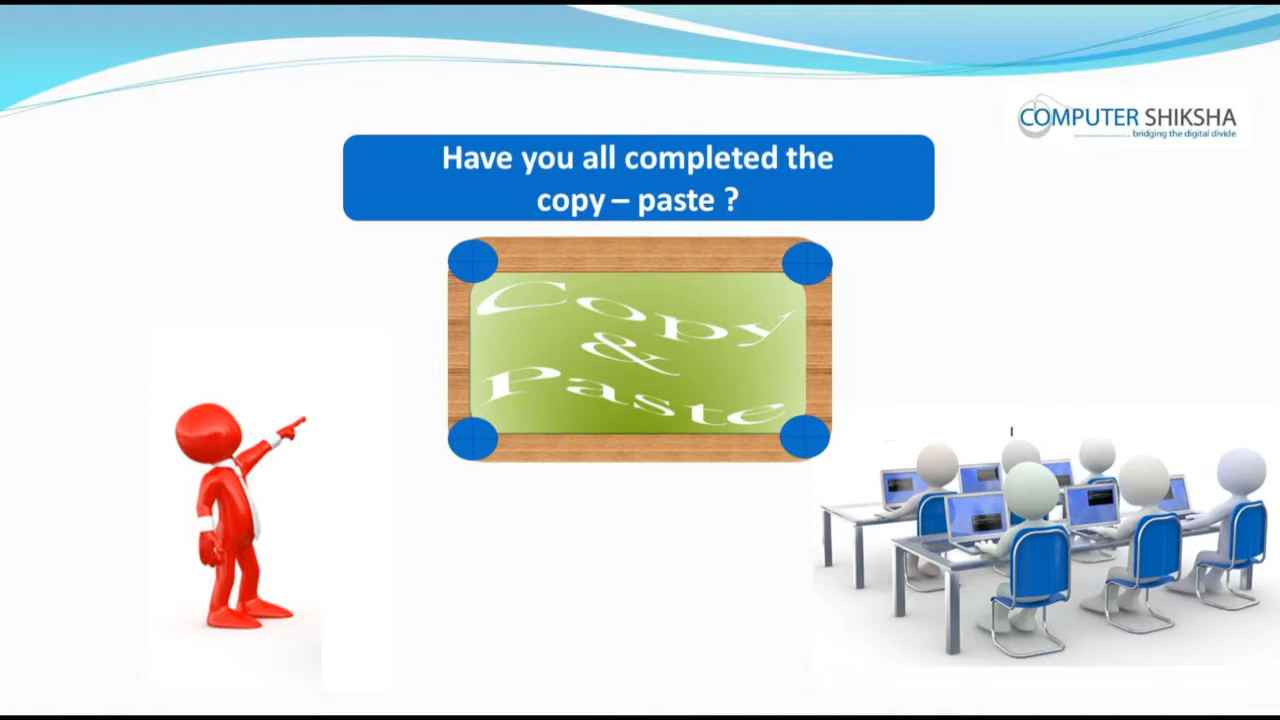 COMPUTER SHIKSHA
bridging the digital divide
Have you all completed the
copy – paste ?
Copy
&
Paste